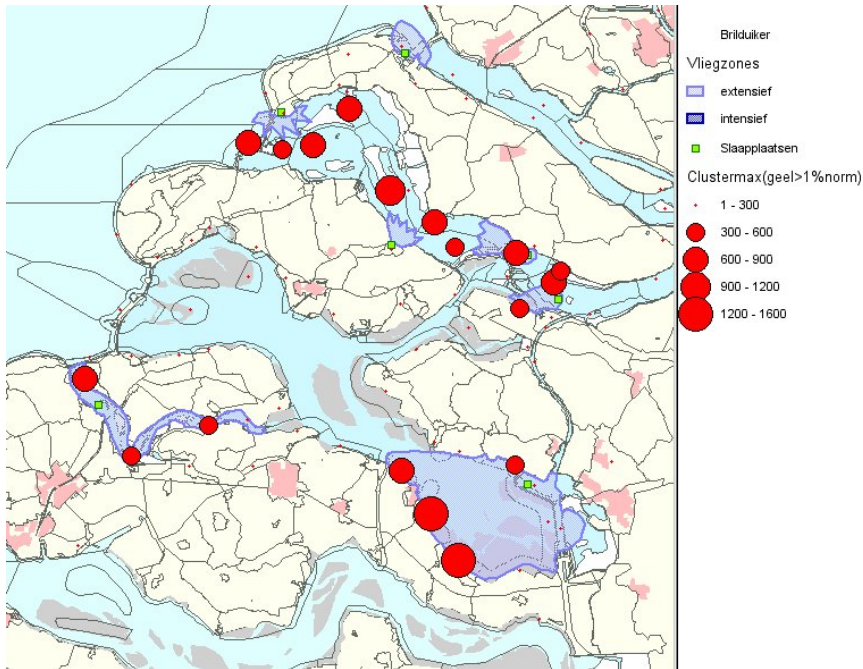 Brilduiker
Vliegzones
extensief
intensief
Slaapplaatsen
Clustermax(geel>1%norm)
1 - 300
300 - 600
600 - 900
900 - 1200
1200 - 1600